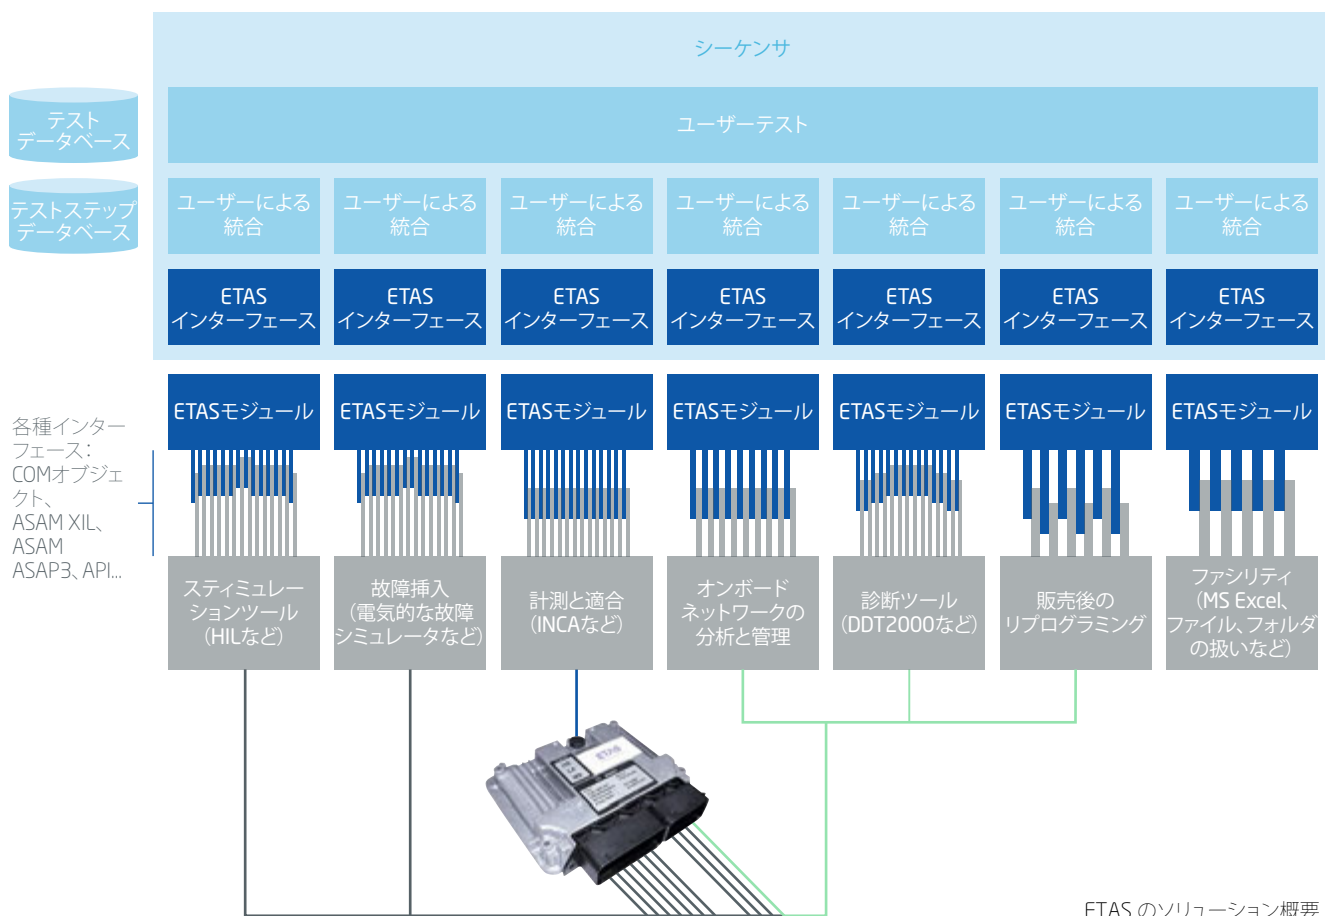 シーケンサ
テスト
データベース
ユーザーテスト
テストステップ
データベース
ユーザーによる
統合
ユーザーによる
統合
ユーザーによる
統合
ユーザーによる
統合
ユーザーによる
統合
ユーザーによる
統合
ユーザーによる
統合
ETAS
インターフェース
ETAS
インターフェース
ETAS
インターフェース
ETAS
インターフェース
ETAS
インターフェース
ETAS
インターフェース
ETAS
インターフェース
ETASモジュール
ETASモジュール
ETASモジュール
ETASモジュール
ETASモジュール
ETASモジュール
ETASモジュール
各種インター
フェース：
COMオブジェ
クト、
ASAM XIL、
ASAM
ASAP3、API...
スティミュレー
ションツール
（HILなど）
故障挿入
（電気的な故障
シミュレータなど）
計測と適合
（INCAなど）
オンボード
ネットワークの
分析と管理
診断ツール
（DDT2000など）
販売後の
リプログラミング
ファシリティ
（MS Excel、
ファイル、フォルダ
の扱いなど）
ETAS
ETAS のソリューション概要